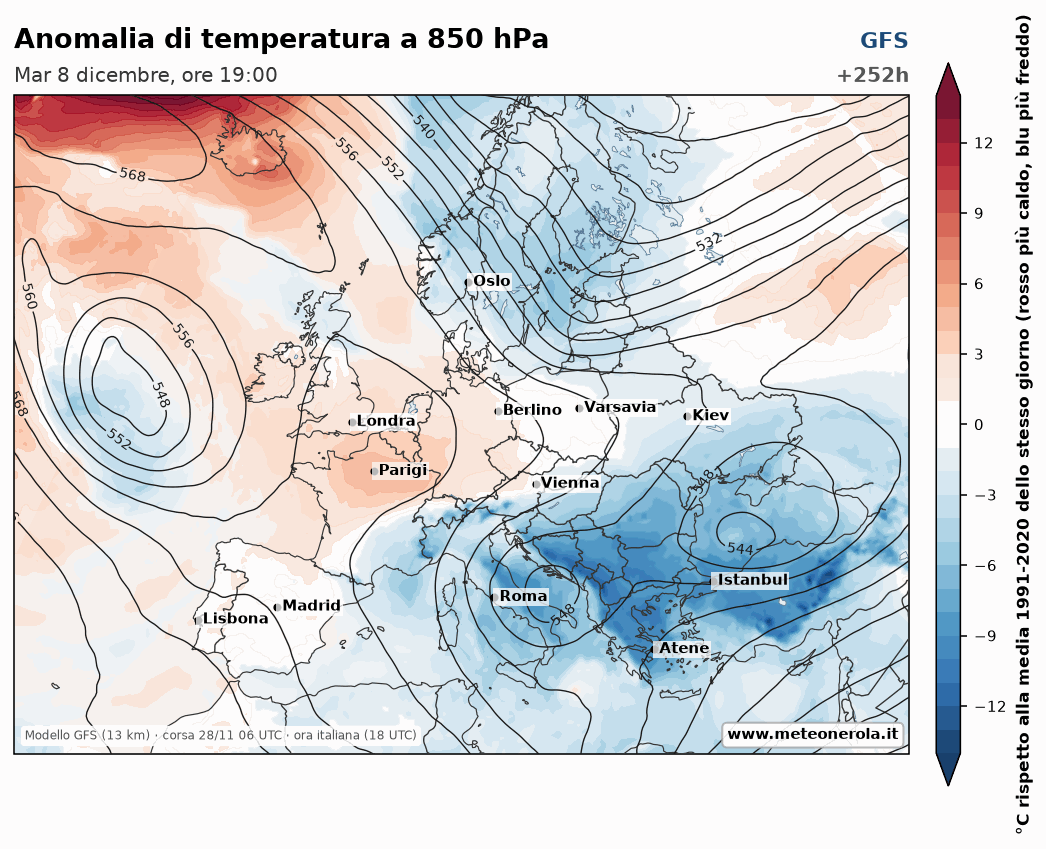 Anomalia di temperatura a 850 hPa
GFS
Mar 8 dicembre, ore 19:00
+252h
540
556
552
568
532
560
556
548
552
568
Oslo
Londra
Berlino
Varsavia
Kiev
Parigi
Vienna
548
544
Istanbul
Roma
548
Madrid
Lisbona
Atene
Modello GFS (13 km) · corsa 28/11 06 UTC · ora italiana (18 UTC)
www.meteonerola.it
12
9
6
3
0
−3
−6
−9
−12
°C rispetto alla media 1991-2020 dello stesso giorno (rosso più caldo, blu più freddo)